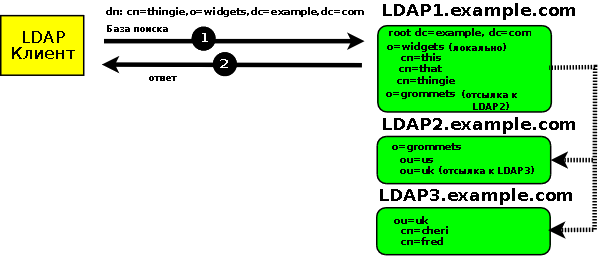 dn: cn=thingie,o=widgets,dc=example,dc=com
База поиска
1
2
ответ
LDAP
Клиент
LDAP1.example.com
root dc=example, dc=com
o=widgets (локально)
cn=this
cn=that
cn=thingie
o=grommets (отсылка к
LDAP2)
LDAP2.example.com
o=grommets
ou=us
ou=uk (отсылка к LDAP3)
LDAP3.example.com
ou=uk
cn=cheri
cn=fred